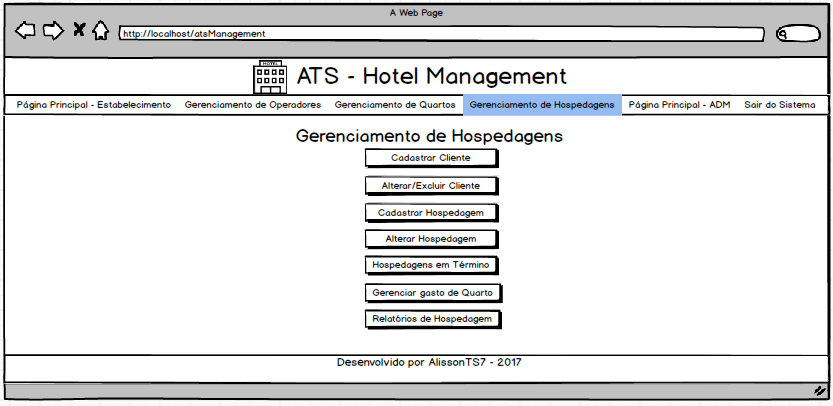 A Web Page
http://localhost/atsManagement
HOTEL
ATS - Hotel Management
Página Principal - Estabelecimento Gerenciamento de Operadores Gerenciamento de Quartos Gerenciamento de Hospedagens Página Principal - ADM Sair do Sistema
Gerenciamento de Hospedagens
Cadastrar Cliente
Alterar/Excluir Cliente
Cadastrar Hospedagem
Alterar Hospedagem
Hospedagens em Término
Gerenciar gasto de Quarto
Relatórios de Hospedagem
Desenvolvido por AlissonTS7 - 2017